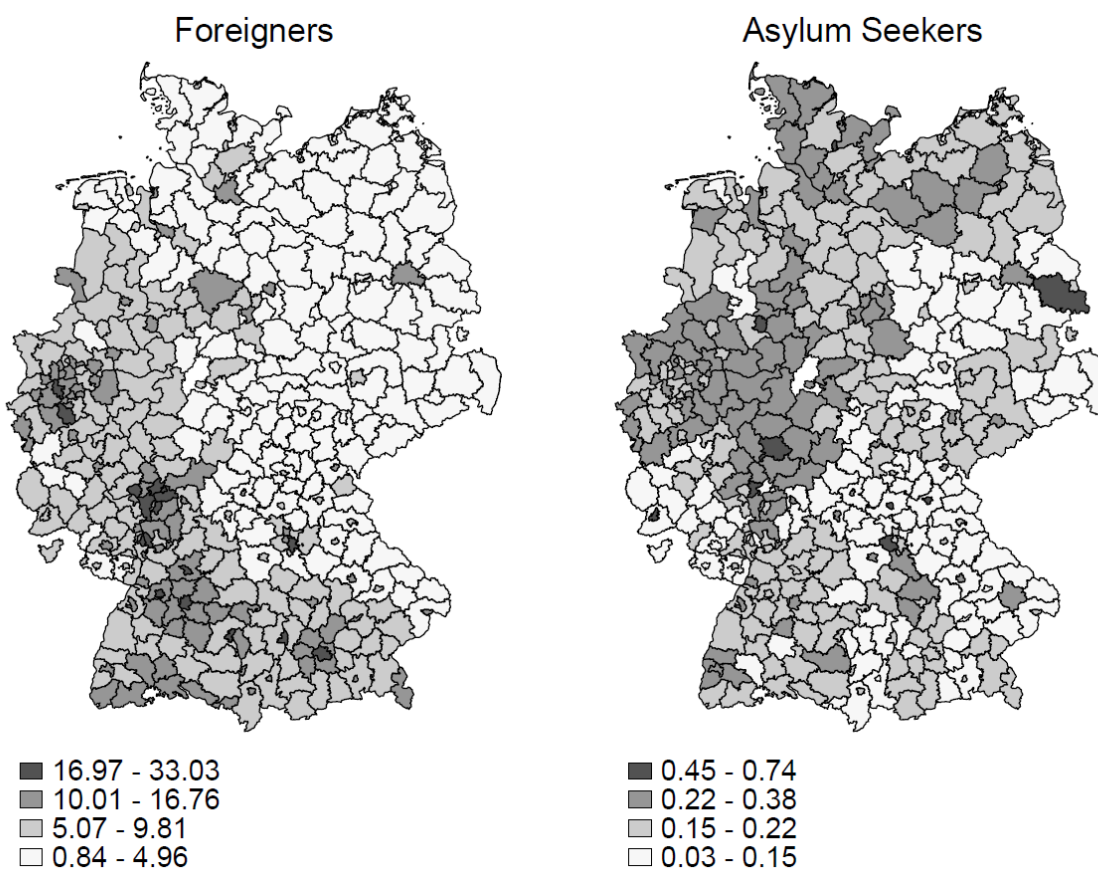 Foreigners
Asylum Seekers
16.97 - 33.03
10.01 - 16.76
5.07 - 9.81
0.84 - 4.96
0.45 - 0.74
0.22 - 0.38
0.15 - 0.22
0.03 - 0.15